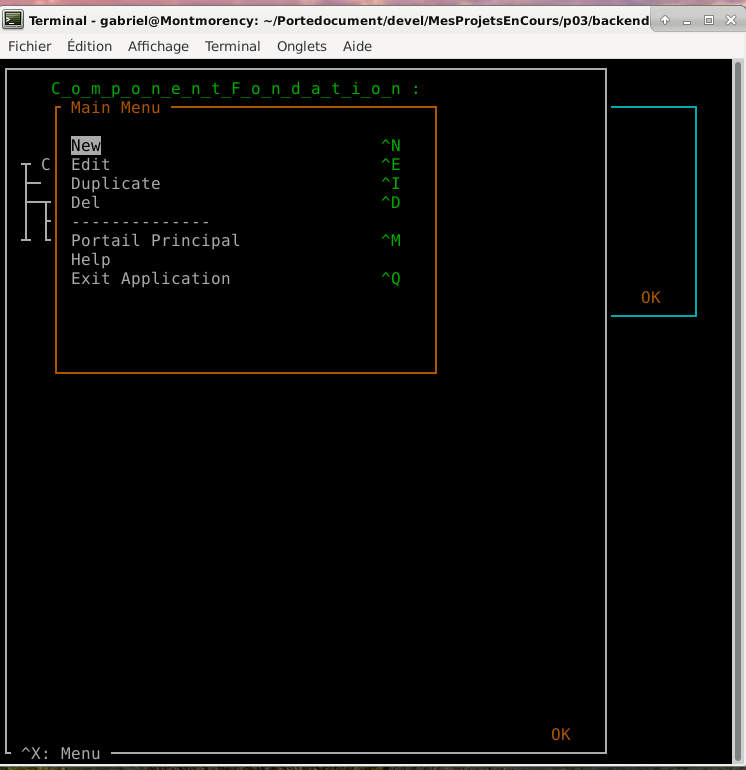 Terminal - gabriel@Montmorency: ~/Portedocument/devel/MesProjetsEnCours/p03/backend
Fichier Édition Affichage Terminal Onglets Aide
C_o_m_p_o_n_e_n_t_F_o_n_d_a_t_i_o_n :
Main Menu
New ^N
C Edit ^E
Duplicate ^I
Del ^D
--------------
Portail Principal ^M
Help
Exit Application ^Q
OK
OK
^X: Menu